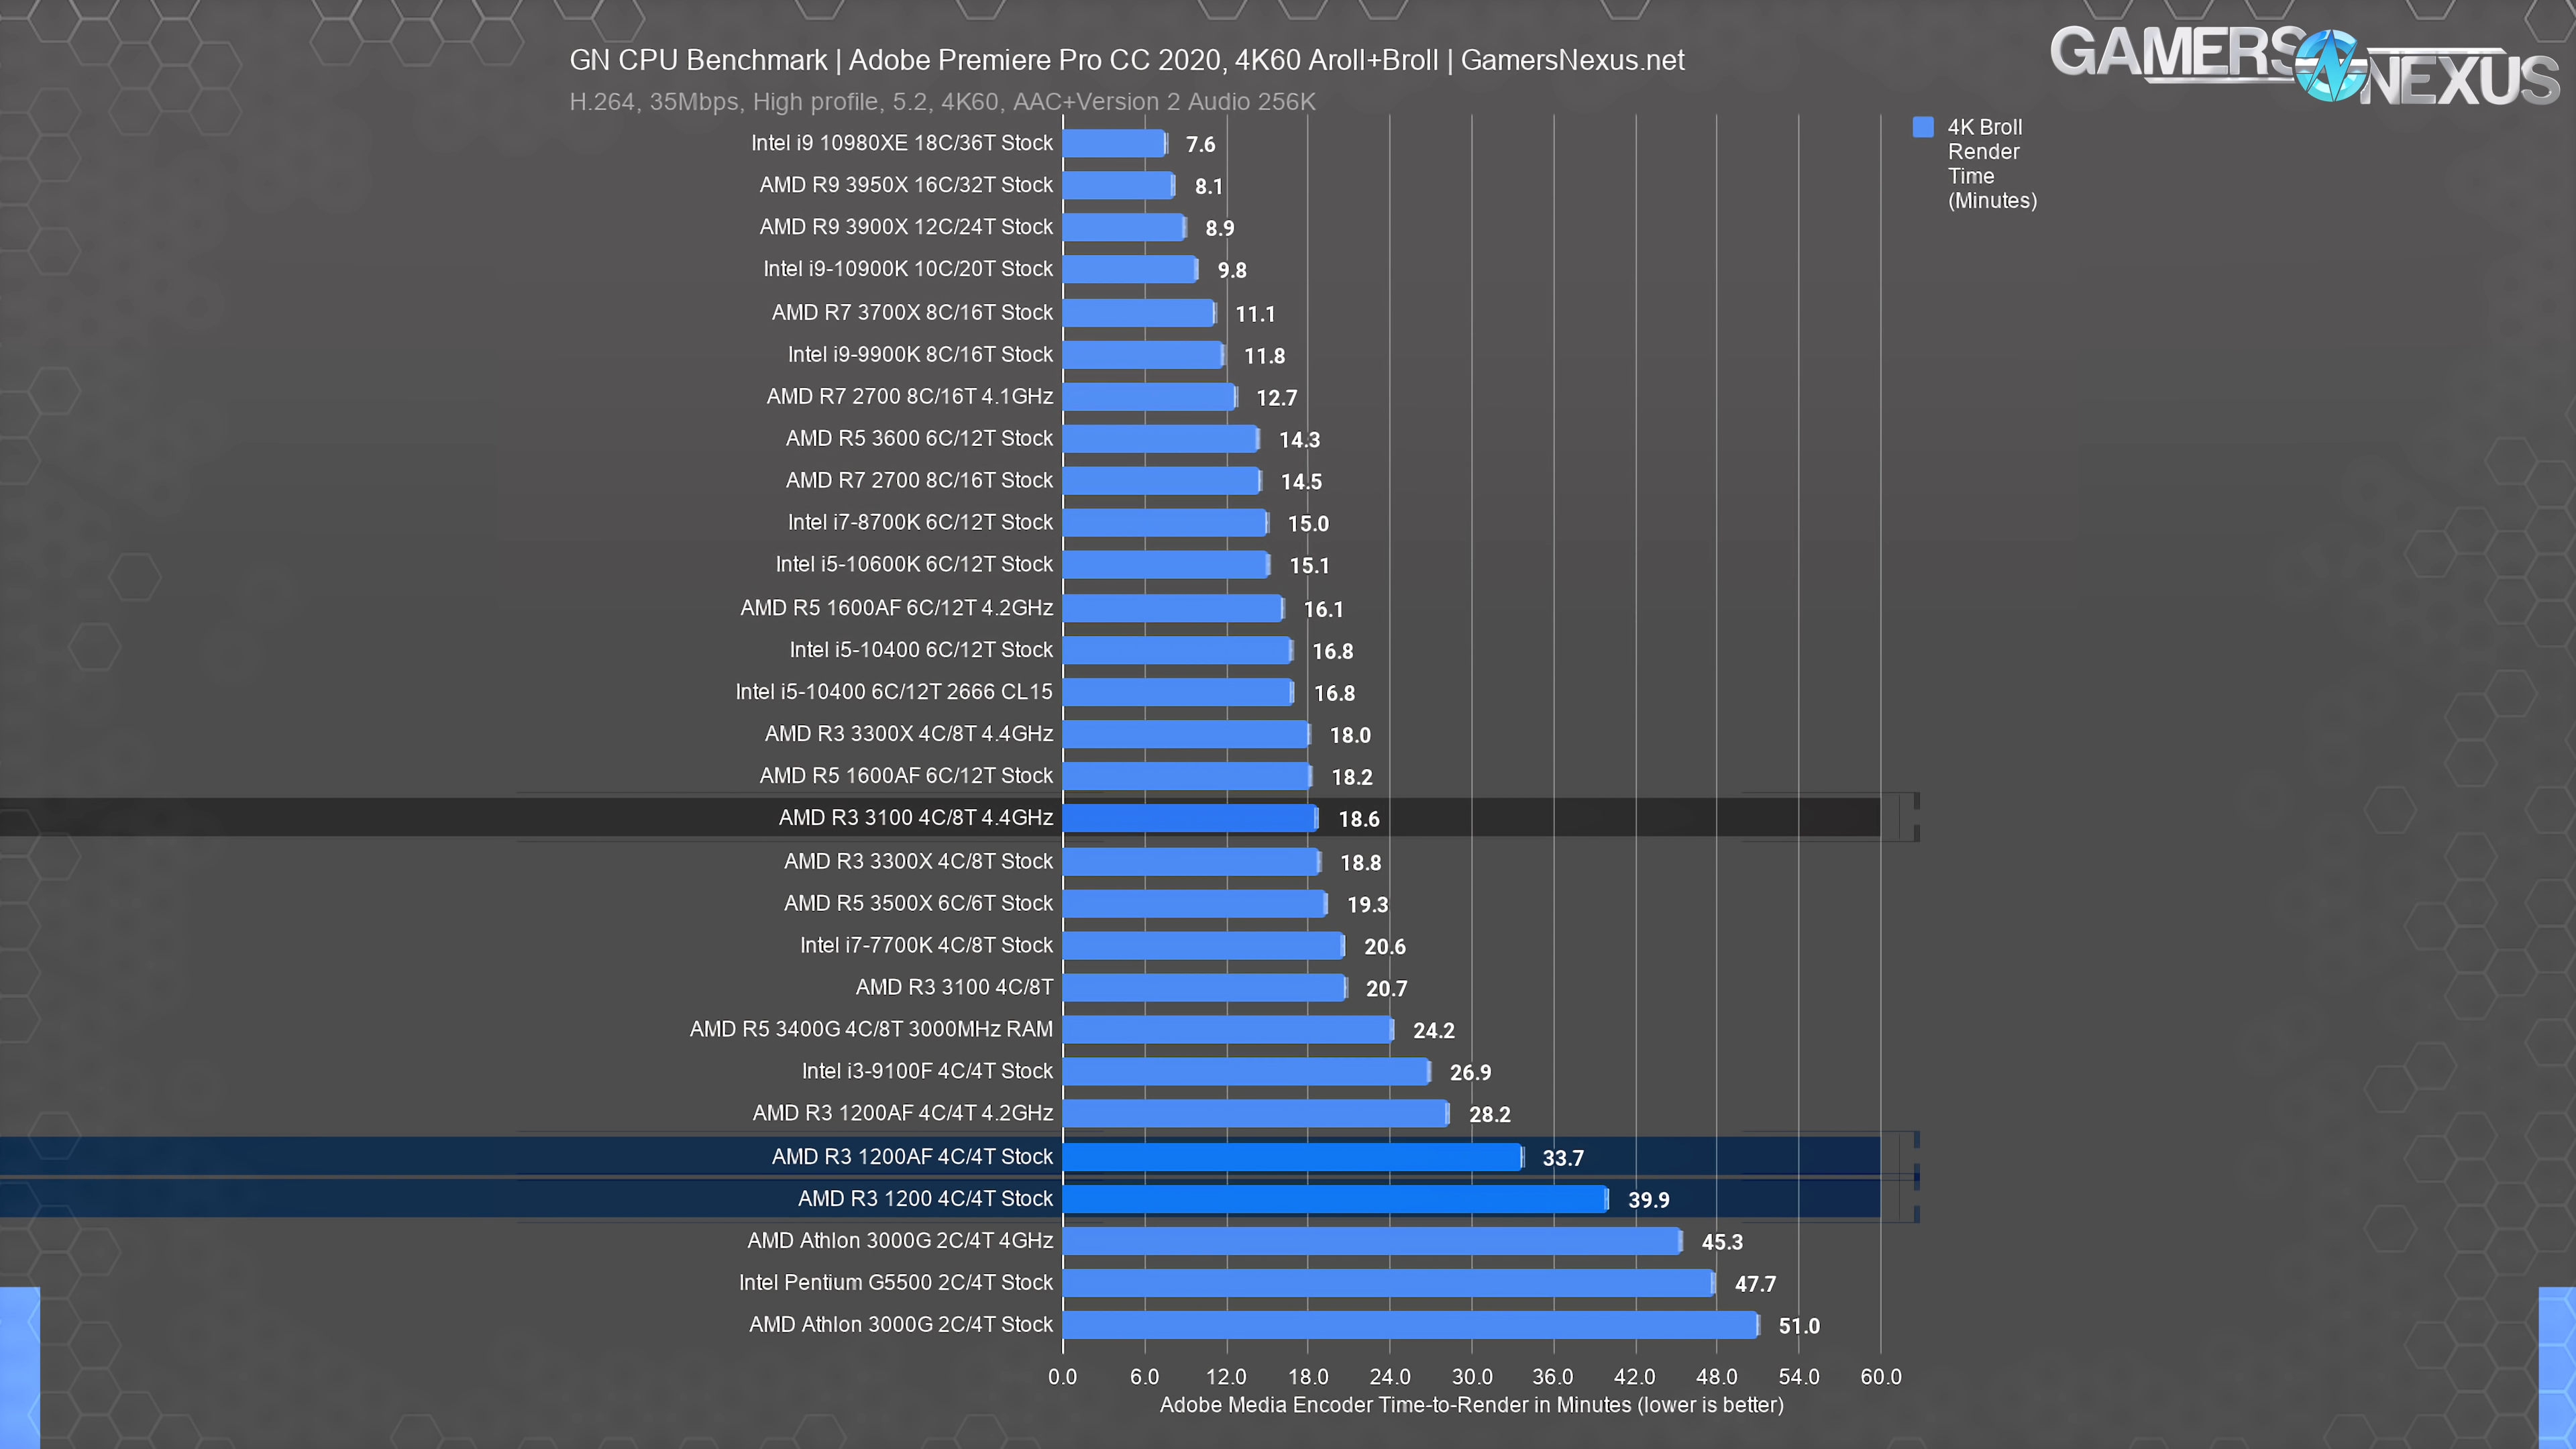 GN CPU Benchmark | Adobe Premiere Pro CC 2020, 4K60 Aroll+Broll | GamersNexus.net
GAMERS NEXUS
H.264, 35Mbps, High profile, 5.2, 4K60, AAC+Version 2 Audio 256K
4K Broll
Render
Time
(Minutes)
Intel i9 10980XE 18C/36T Stock 7.6
AMD R9 3950X 16C/32T Stock 8.1
AMD R9 3900X 12C/24T Stock 8.9
Intel i9-10900K 10C/20T Stock 9.8
AMD R7 3700X 8C/16T Stock 11.1
Intel i9-9900K 8C/16T Stock 11.8
AMD R7 2700 8C/16T 4.1GHz 12.7
AMD R5 3600 6C/12T Stock 14.3
AMD R7 2700 8C/16T Stock 14.5
Intel i7-8700K 6C/12T Stock 15.0
Intel i5-10600K 6C/12T Stock 15.1
AMD R5 1600AF 6C/12T 4.2GHz 16.1
Intel i5-10400 6C/12T Stock 16.8
Intel i5-10400 6C/12T 2666 CL15 16.8
AMD R3 3300X 4C/8T 4.4GHz 18.0
AMD R5 1600AF 6C/12T Stock 18.2
AMD R3 3100 4C/8T 4.4GHz 18.6
AMD R3 3300X 4C/8T Stock 18.8
AMD R5 3500X 6C/6T Stock 19.3
Intel i7-7700K 4C/8T Stock 20.6
AMD R3 3100 4C/8T 20.7
AMD R5 3400G 4C/8T 3000MHz RAM 24.2
Intel i3-9100F 4C/4T Stock 26.9
AMD R3 1200AF 4C/4T 4.2GHz 28.2
AMD R3 1200AF 4C/4T Stock 33.7
AMD R3 1200 4C/4T Stock 39.9
AMD Athlon 3000G 2C/4T 4GHz 45.3
Intel Pentium G5500 2C/4T Stock 47.7
AMD Athlon 3000G 2C/4T Stock 51.0
0.0 6.0 12.0 18.0 24.0 30.0 36.0 42.0 48.0 54.0 60.0
Adobe Media Encoder Time-to-Render in Minutes (lower is better)